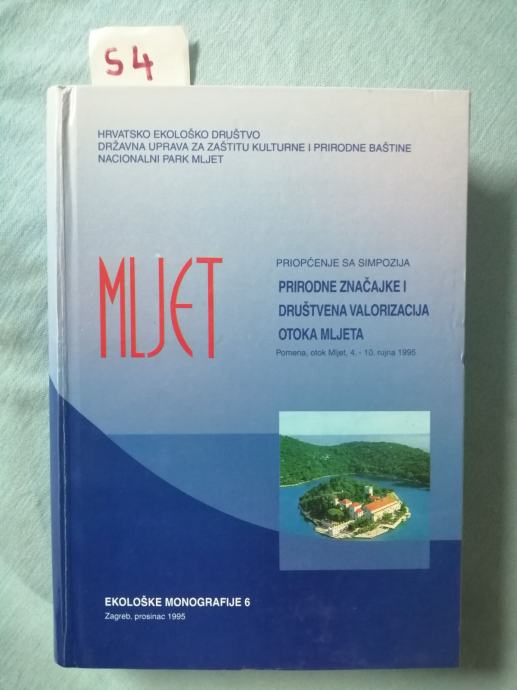 S4
HRVATSKO EKOLOŠKO DRUŠTVO
DRŽAVNA UPRAVA ZA ZAŠTITU KULTURNE I PRIRODNE BAŠTINE
NACIONALNI PARK MLJET
MLJET
PRIOPĆENJE SA SIMPOZIJA
PRIRODNE ZNAČAJKE I
DRUŠTVENA VALORIZACIJA
OTOKA MLJETA
Pomena, otok Mljet, 4. - 10. rujna 1995
EKOLOŠKE MONOGRAFIJE 6
Zagreb, prosinac 1995